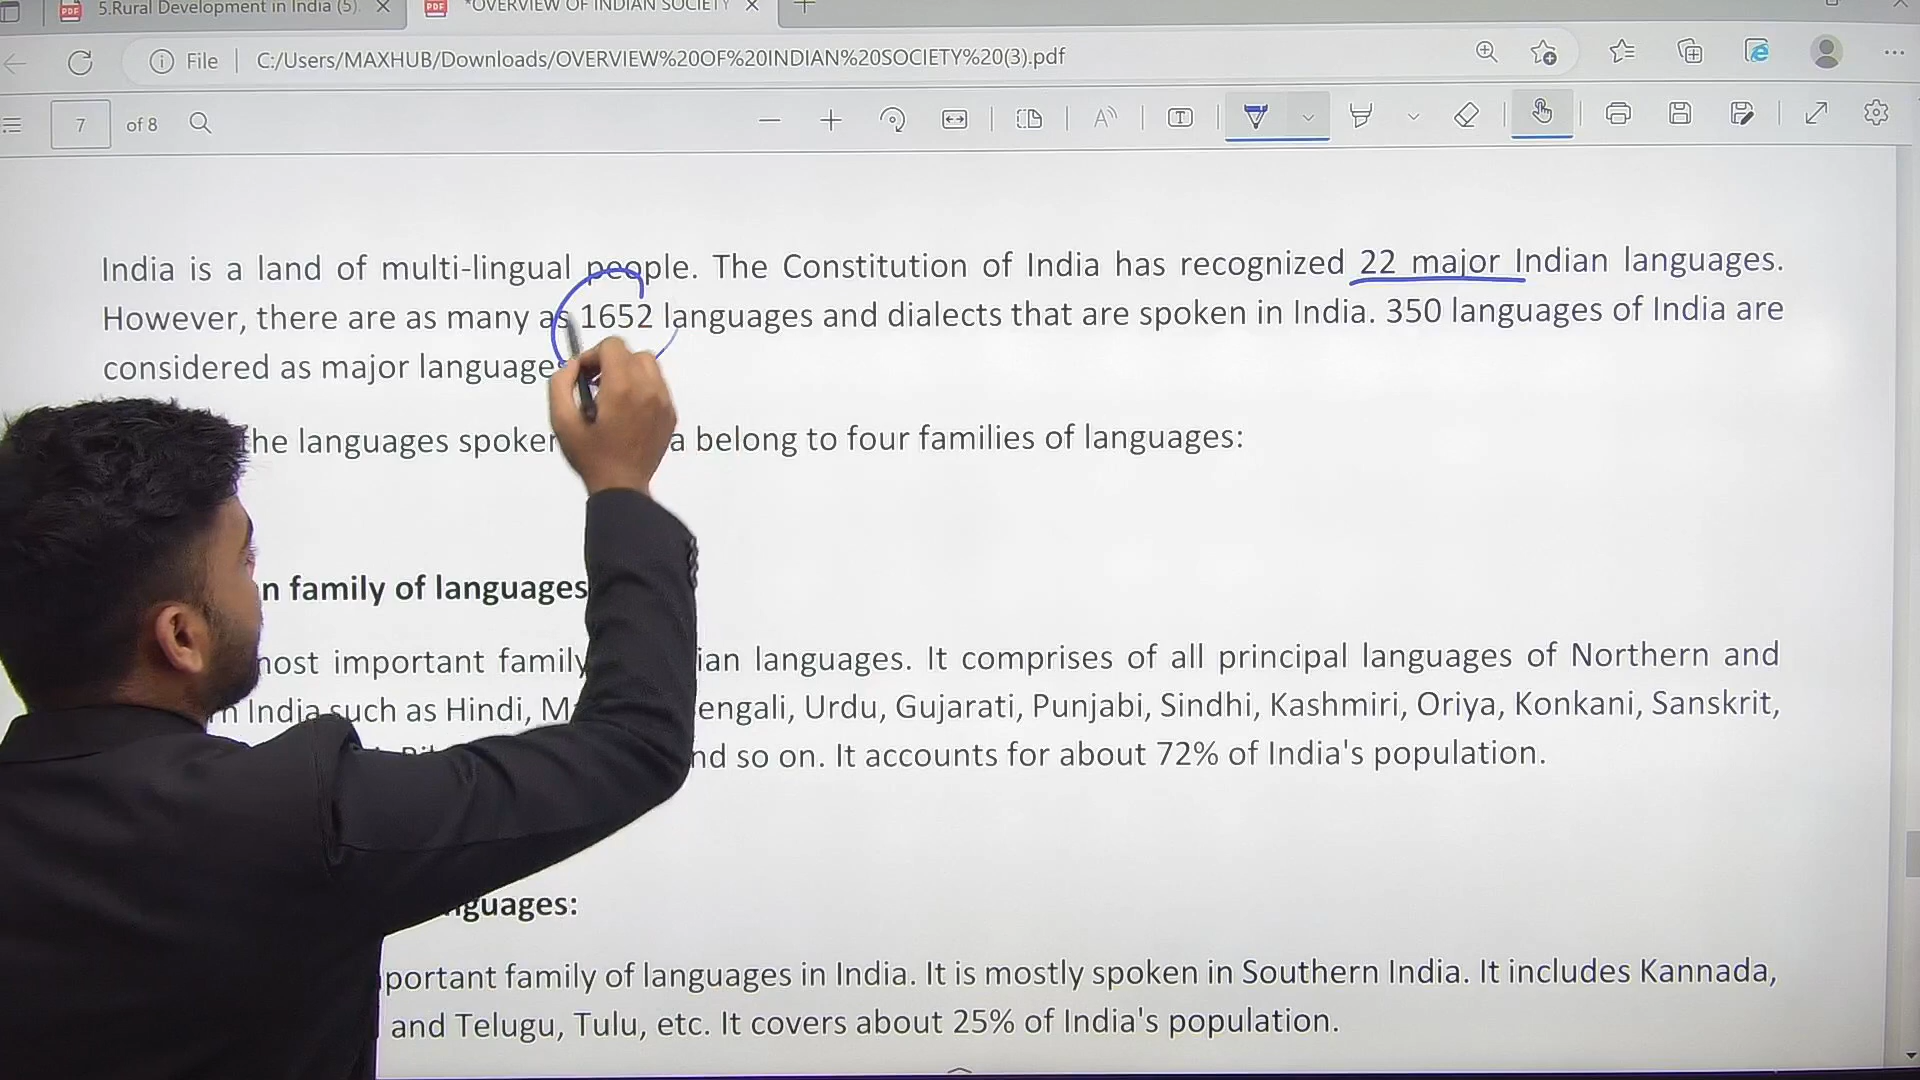 5.Rural Development in India (5).
*OVERVIEW OF INDIAN SOCIETY
File C:/Users/MAXHUB/Downloads/OVERVIEW%20OF%20INDIAN%20SOCIETY%20(3).pdf
7 of 8
India is a land of multi-lingual people. The Constitution of India has recognized 22 major Indian languages.
However, there are as many as 1652 languages and dialects that are spoken in India. 350 languages of India are
considered as major language
the languages spoken a belong to four families of languages:
n family of languages
most important family ian languages. It comprises of all principal languages of Northern and
n India such as Hindi, M engali, Urdu, Gujarati, Punjabi, Sindhi, Kashmiri, Oriya, Konkani, Sanskrit,
nd so on. It accounts for about 72% of India's population.
guages:
portant family of languages in India. It is mostly spoken in Southern India. It includes Kannada,
and Telugu, Tulu, etc. It covers about 25% of India's population.